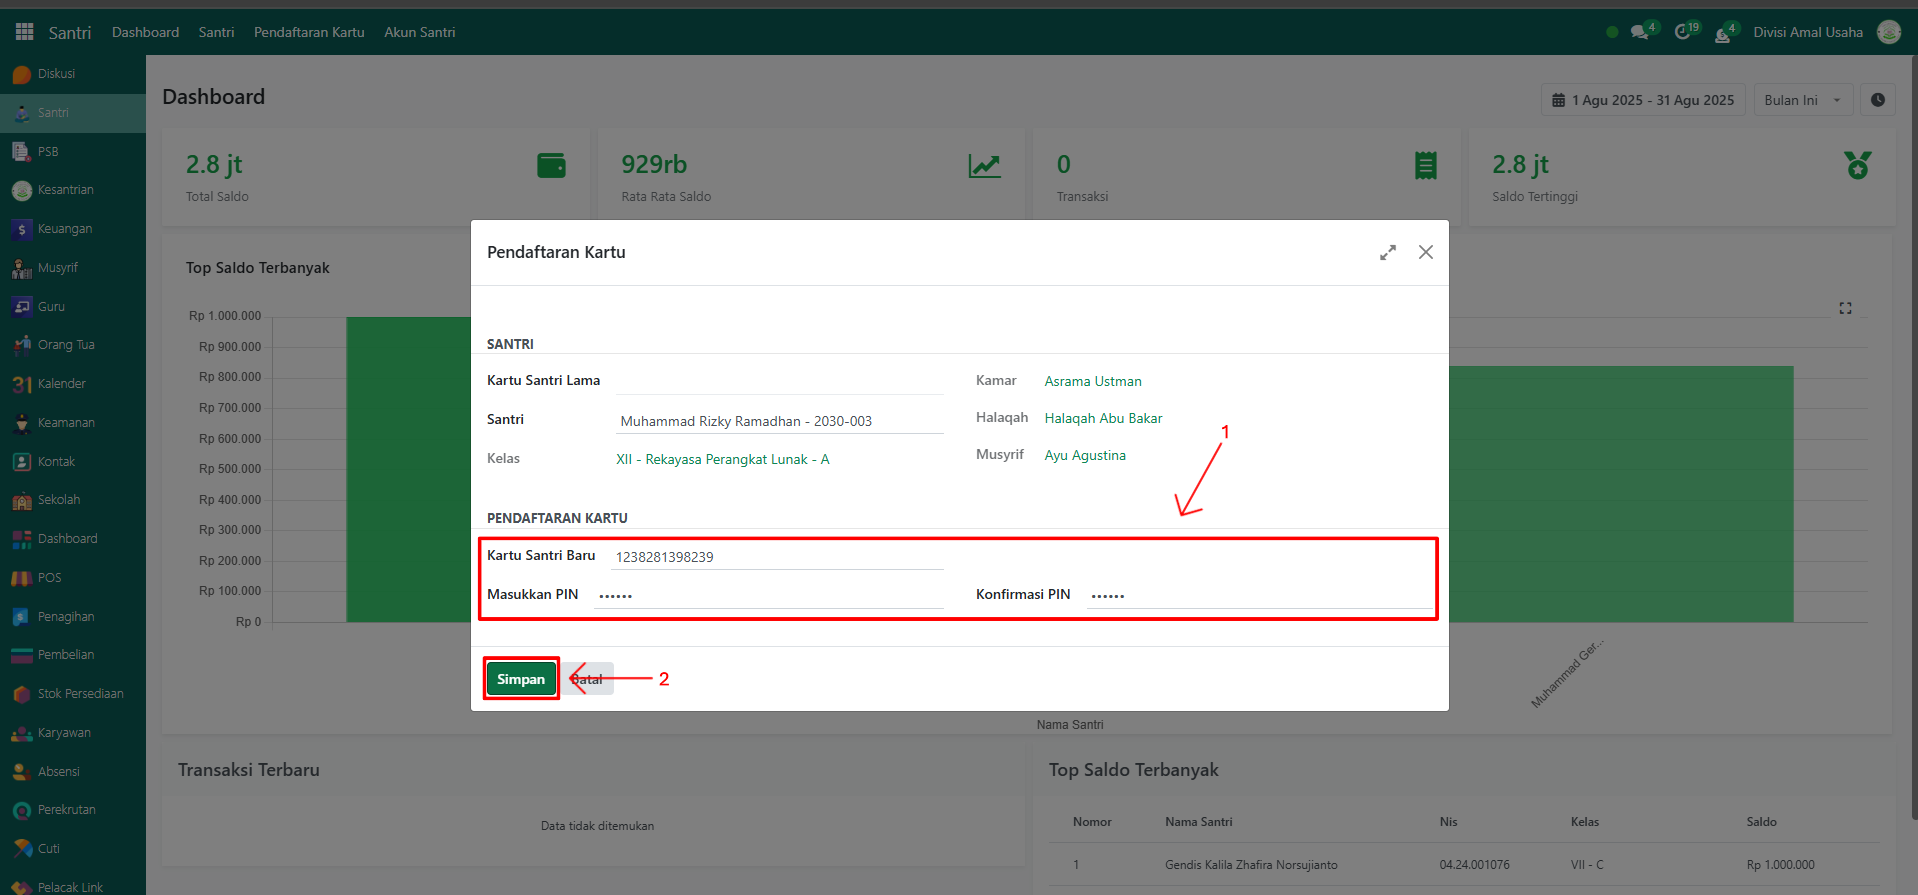 Santri Dashboard Santri Pendaftaran Kartu Akun Santri 4 19 4 Divisi Amal Usaha
Diskusi
Santri
PSB
Kesantrian
Keuangan
Musyrif
Guru
Orang Tua
31 Kalender
Keamanan
Kontak
Sekolah
Dashboard
POS
Penagihan
Pembelian
Stok Persediaan
Karyawan
Absensi
Perekrutan
Cuti
Pelacak Link
Dashboard
1 Agu 2025 - 31 Agu 2025 Bulan Ini
2.8 jt
Total Saldo
929rb
Rata Rata Saldo
0
Transaksi
2.8 jt
Saldo Tertinggi
Top Saldo Terbanyak
Rp 1.000.000
Rp 900.000
Rp 800.000
Rp 700.000
Rp 600.000
Rp 500.000
Rp 400.000
Rp 300.000
Rp 200.000
Rp 100.000
Rp 0
Muhammad Ger...
Nama Santri
Pendaftaran Kartu
SANTRI
Kartu Santri Lama
Santri Muhammad Rizky Ramadhan - 2030-003
Kelas XII - Rekayasa Perangkat Lunak - A
Kamar Asrama Ustman
Halaqah Halaqah Abu Bakar
Musyrif Ayu Agustina
1
PENDAFTARAN KARTU
Kartu Santri Baru 1238281398239
Masukkan PIN •••••• Konfirmasi PIN ••••••
Simpan Batal 2
Transaksi Terbaru
Data tidak ditemukan
Top Saldo Terbanyak
Nomor Nama Santri Nis Kelas Saldo
1 Gendis Kalila Zhafira Norsujianto 04.24.001076 VII - C Rp 1.000.000